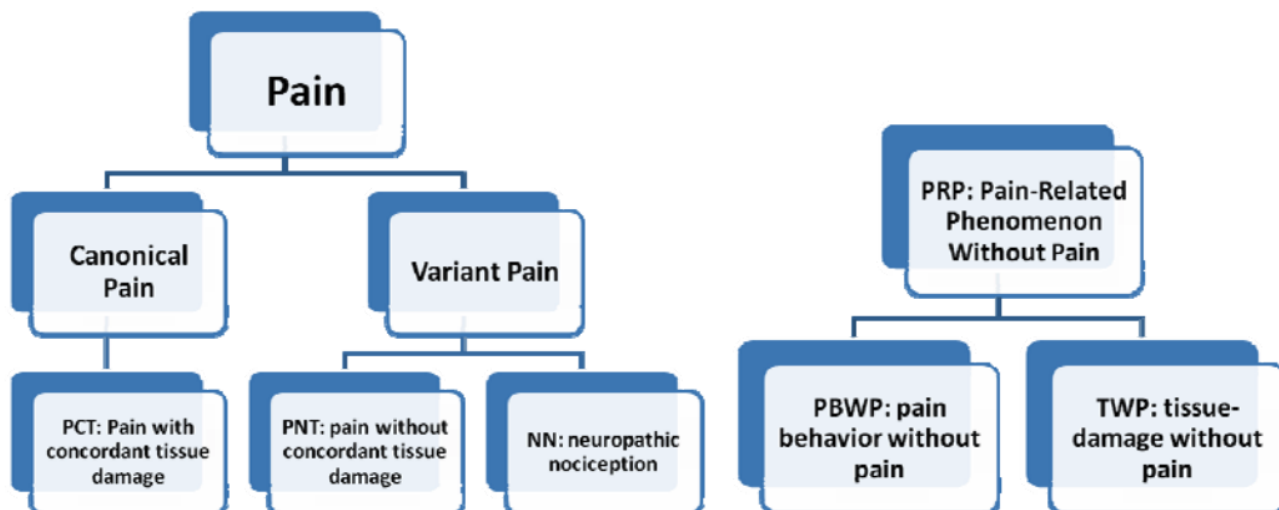 Pain
Canonical
Pain
Variant Pain
PCT: Pain with
concordant tissue
damage
PNT: pain without
concordant tissue
damage
NN: neuropathic
nociception
PRP: Pain-Related
Phenomenon
Without Pain
PBWP: pain
behavior without
pain
TWP: tissue-
damage without
pain